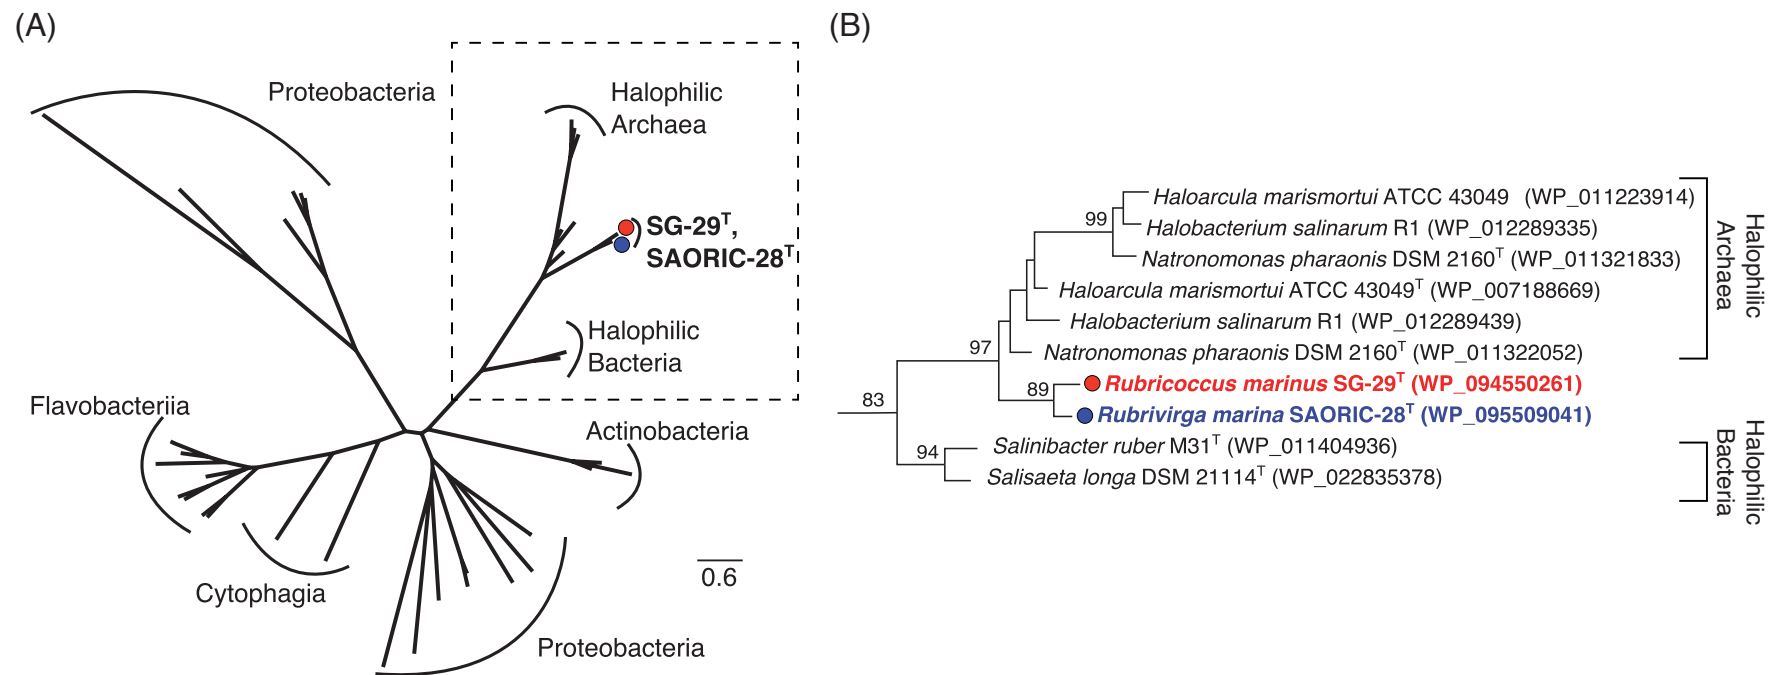 (A)
Proteobacteria
Halophilic
Archaea
SG-29T,
SAORIC-28T
Halophilic
Bacteria
Flavobacteriia
Actinobacteria
Cytophagia
0.6
Proteobacteria
(B)
99
Haloarcula marismortui ATCC 43049 (WP_011223914)
Halobacterium salinarum R1 (WP_012289335)
Natronomonas pharaonis DSM 2160T (WP_011321833)
Haloarcula marismortui ATCC 43049T (WP_007188669)
Halobacterium salinarum R1 (WP_012289439)
97
Natronomonas pharaonis DSM 2160T (WP_011322052)
89
Rubricoccus marinus SG-29T (WP_094550261)
83
Rubrivirga marina SAORIC-28T (WP_095509041)
94
Salinibacter ruber M31T (WP_011404936)
Salisaeta longa DSM 21114T (WP_022835378)
Halophilic
Archaea
Halophilic
Bacteria